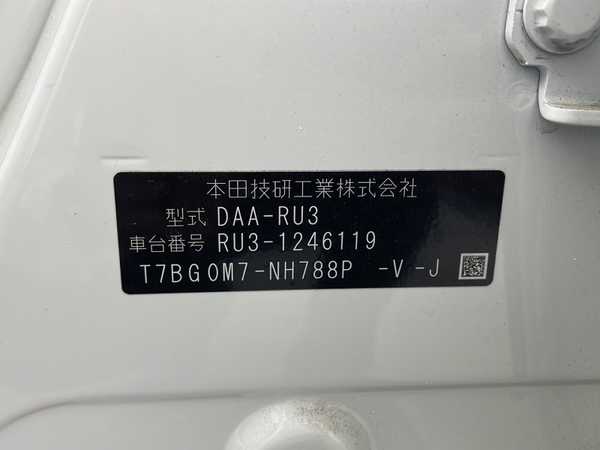 本田技研工業株式会社
型式 DAA-RU3
車台番号 RU3-1246119
T7BG0M7-NH788P -V -J